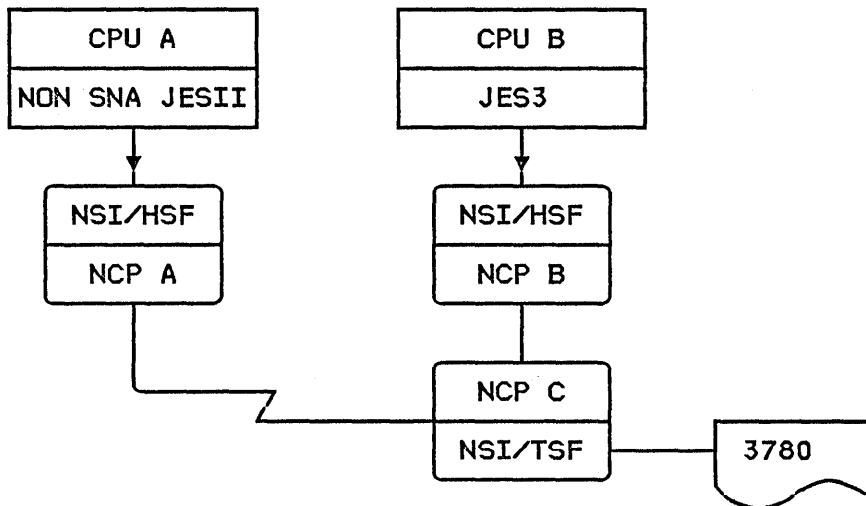 CPU A
NON SNA JESII
CPU B
JES3
NSI/HSF
NCP A
NSI/HSF
NCP B
NCP C
NSI/TSF
3780